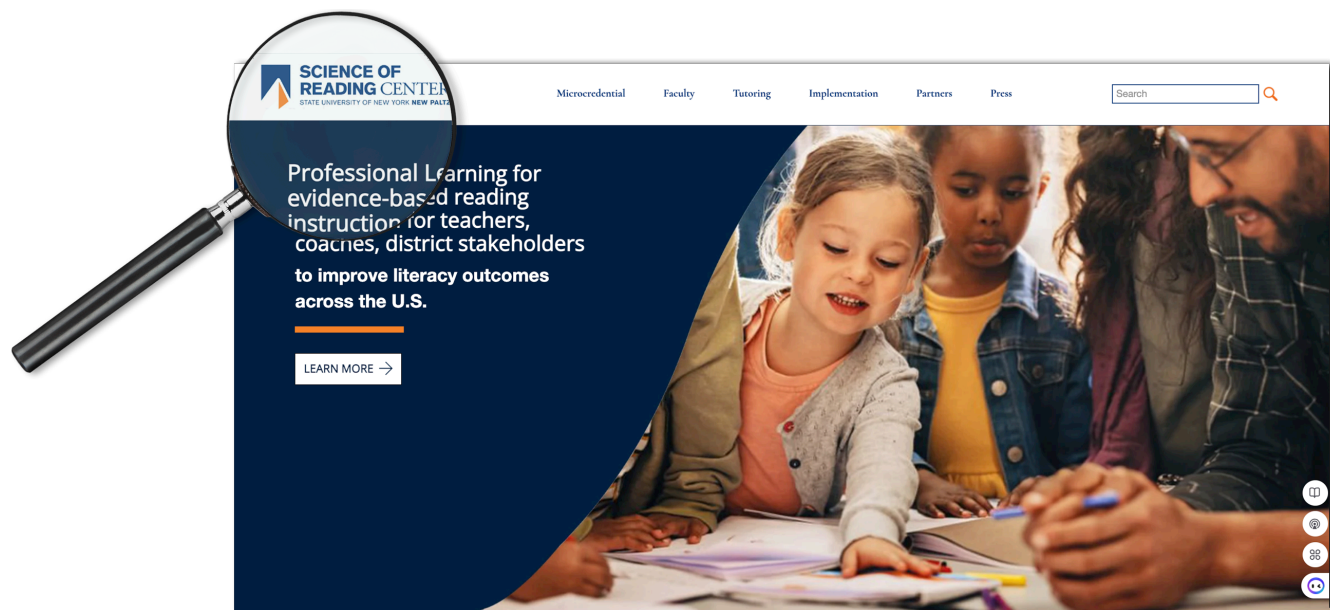 SCIENCE OF
READING CENTER
STATE UNIVERSITY OF NEW YORK NEW PALTZ
Microcredential Faculty Tutoring Implementation Partners Press
Search
Professional Learning for
evidence-based reading
instruction for teachers,
coaches, district stakeholders
to improve literacy outcomes
across the U.S.
LEARN MORE →